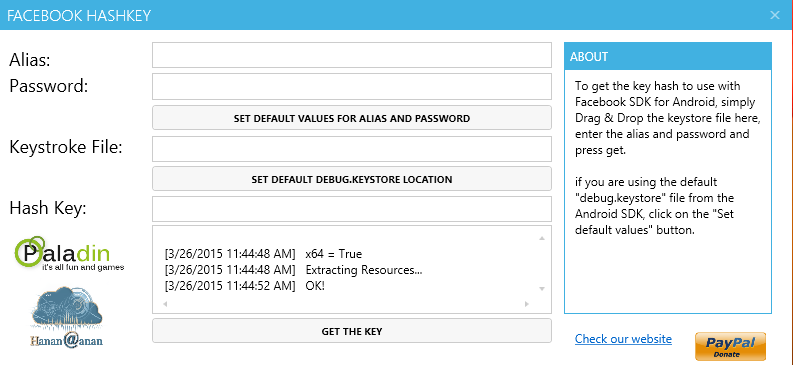 FACEBOOK HASHKEY
Alias:
Password:
SET DEFAULT VALUES FOR ALIAS AND PASSWORD
Keystroke File:
SET DEFAULT DEBUG.KEYSTORE LOCATION
Hash Key:
[3/26/2015 11:44:48 AM] x64 = True
[3/26/2015 11:44:48 AM] Extracting Resources...
[3/26/2015 11:44:52 AM] OK!
GET THE KEY
Paladin
it's all fun and games
Hanan@anan
ABOUT
To get the key hash to use with
Facebook SDK for Android, simply
Drag & Drop the keystore file here,
enter the alias and password and
press get.
if you are using the default
"debug.keystore" file from the
Android SDK, click on the "Set
default values" button.
Check our website
PayPal
Donate